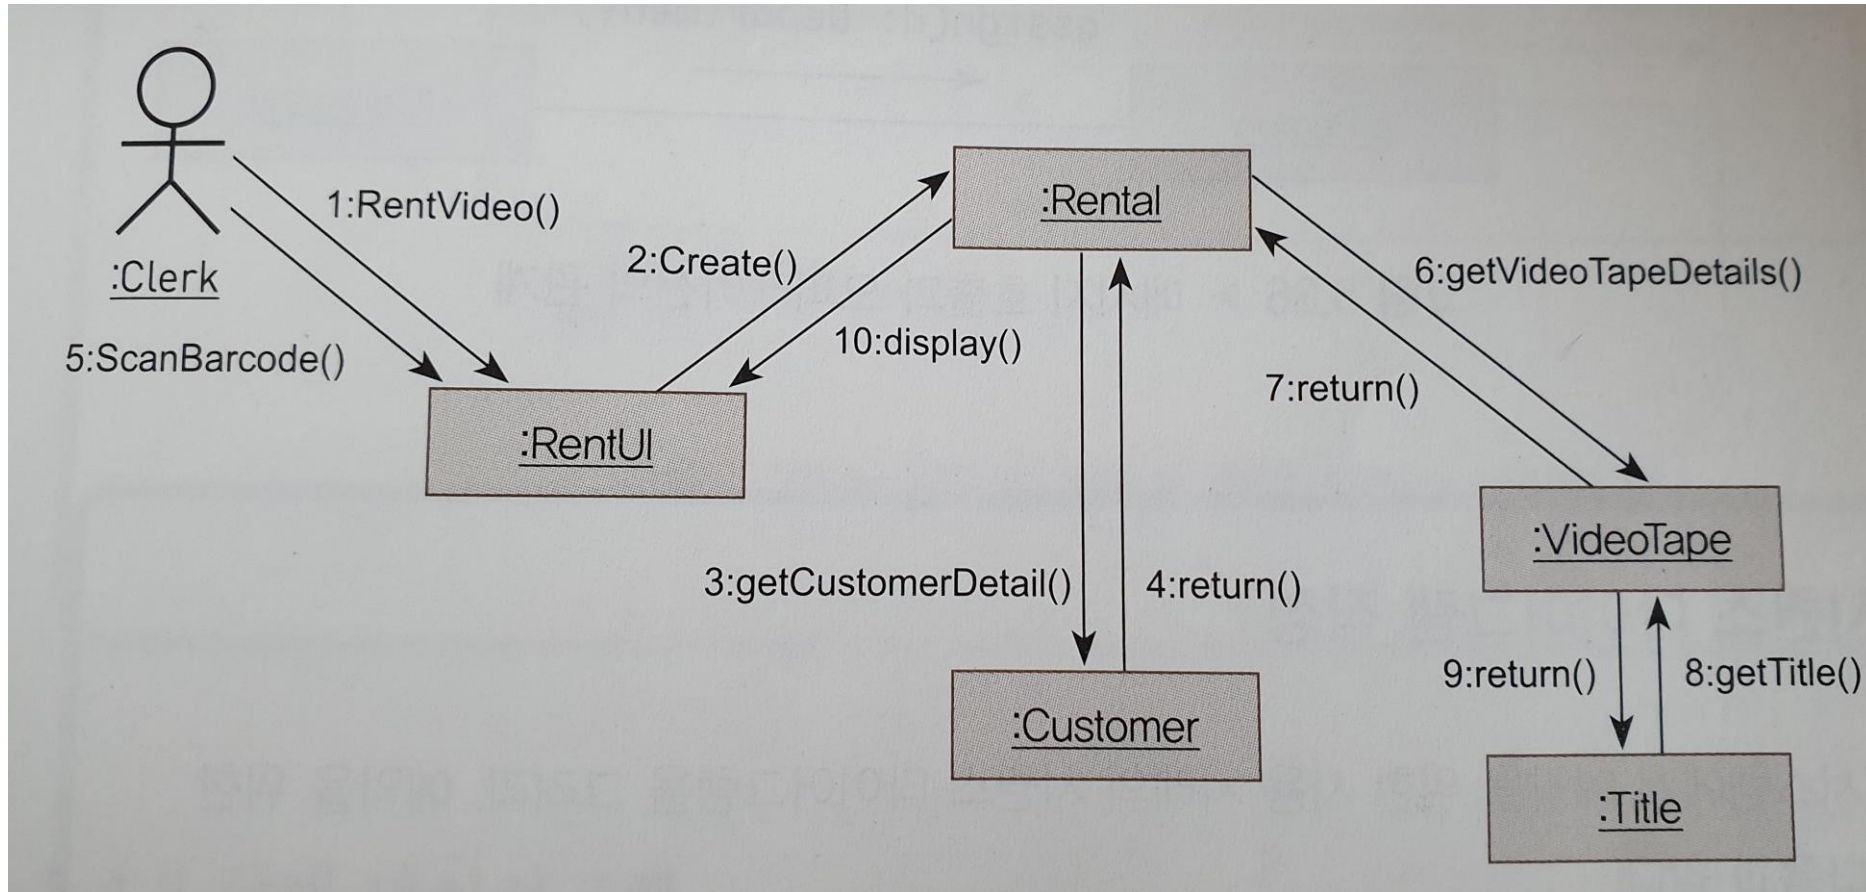 :Clerk
1:RentVideo()
5:ScanBarcode()
:RentUI
2:Create()
10:display()
:Rental
3:getCustomerDetail()
4:return()
:Customer
6:getVideoTapeDetails()
7:return()
:VideoTape
9:return()
8:getTitle()
:Title